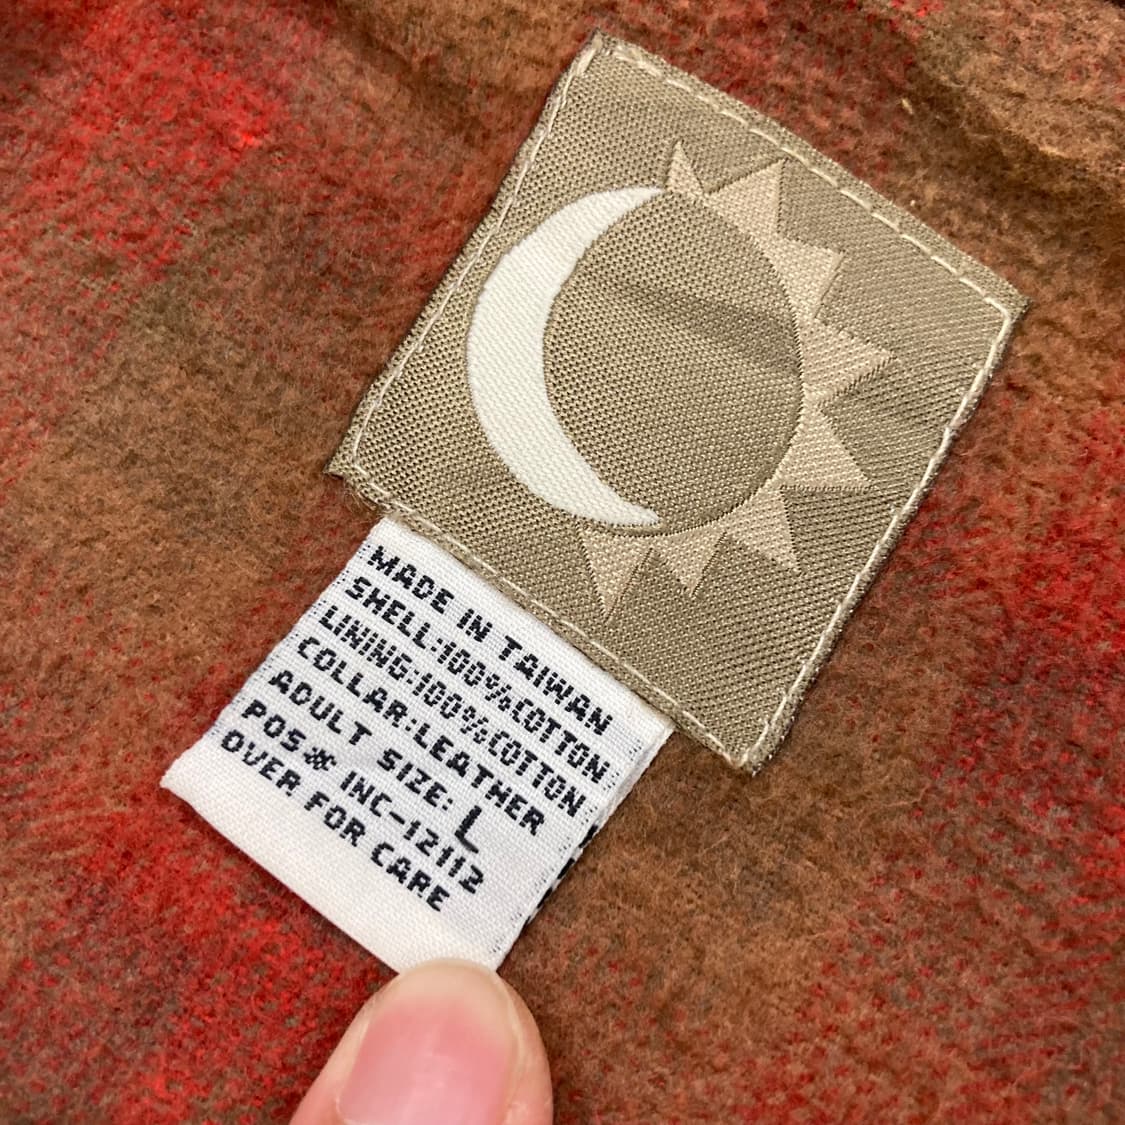 MADE IN TAIWAN
SHELL:100%COTTON
LINING:100%COTTON
COLLAR:LEATHER
ADULT SIZE: L
POS※ INC-12112
OVER FOR CARE